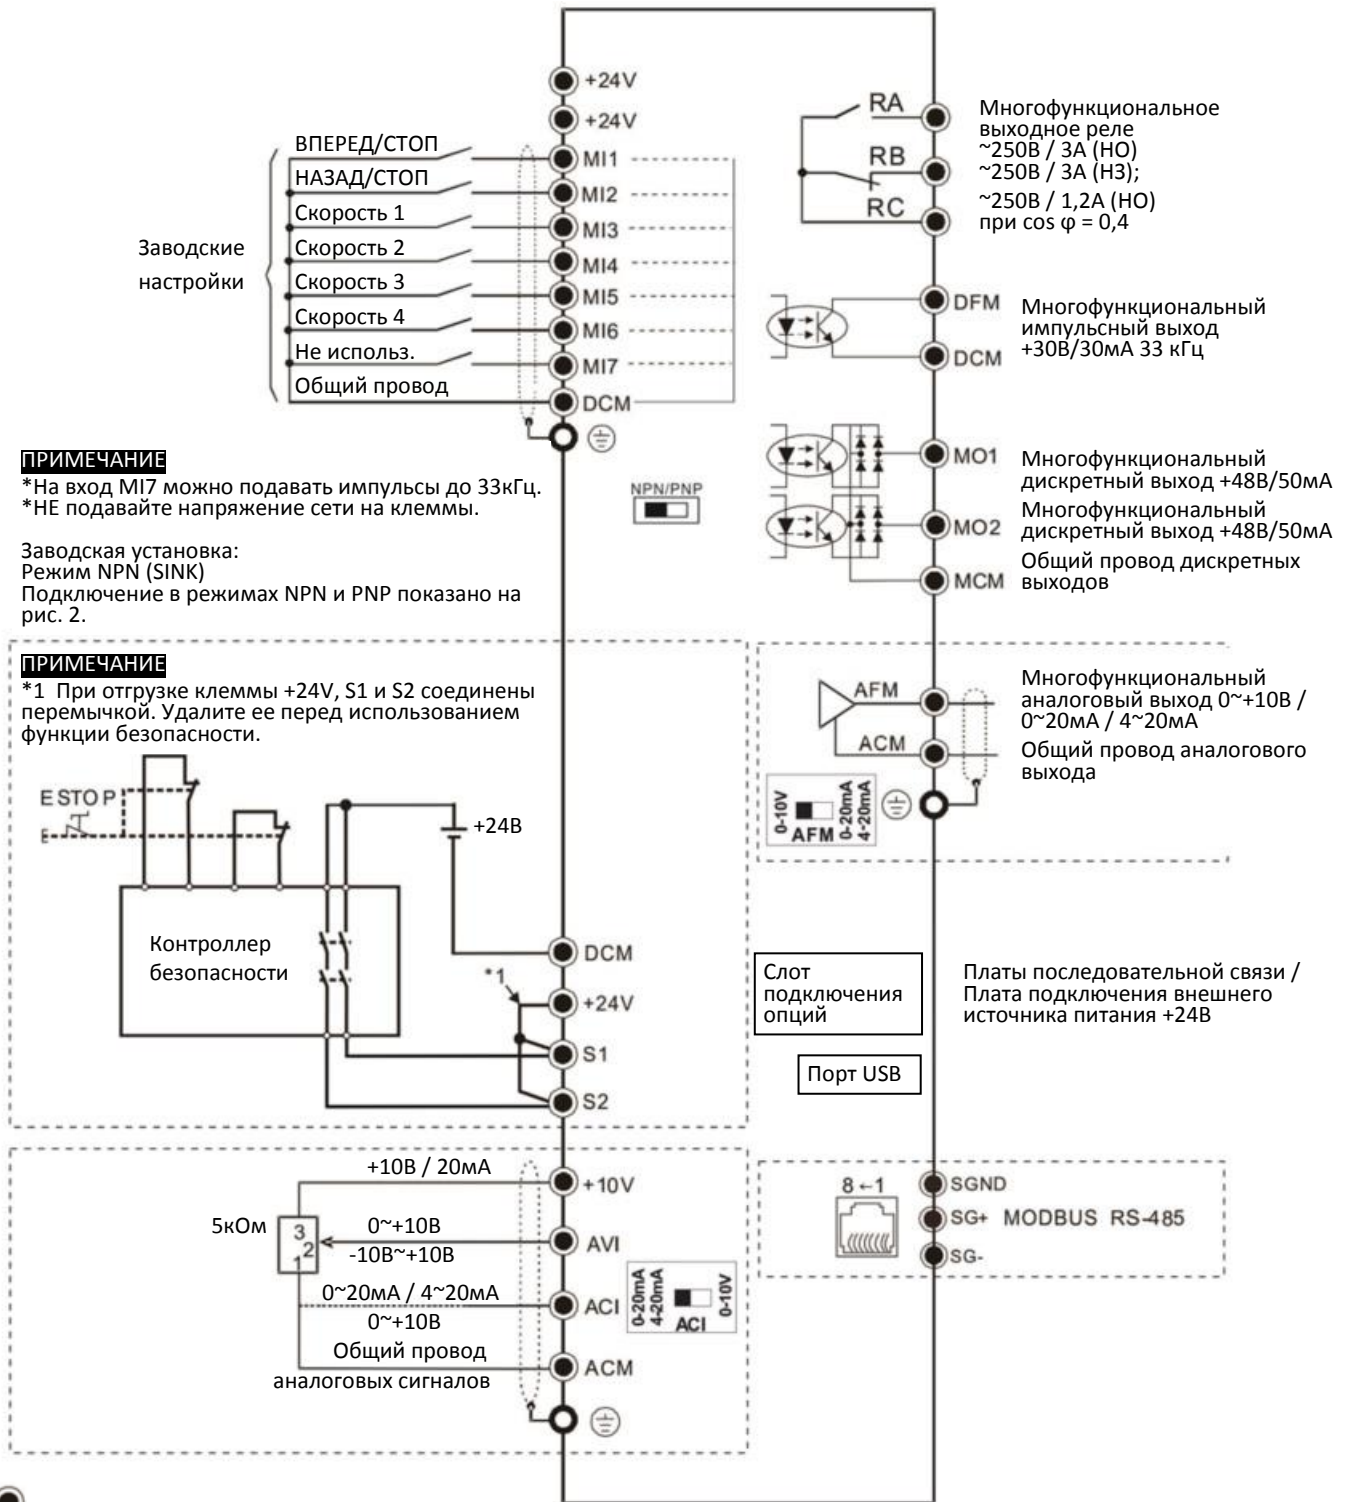 +24V
+24V
ВПЕРЕД/СТОП
MI1
НАЗАД/СТОП
MI2
Скорость 1
MI3
Скорость 2
MI4
Скорость 3
MI5
Скорость 4
MI6
Не использ.
MI7
Общий провод
DCM
Заводские
настройки
RA
RB
RC
Многофункциональное
выходное реле
~250В / 3А (НО)
~250В / 3А (НЗ);
~250В / 1,2А (НО)
при cos φ = 0,4
DFM
DCM
Многофункциональный
импульсный выход
+30В/30мА 33 кГц
ПРИМЕЧАНИЕ
*На вход MI7 можно подавать импульсы до 33кГц.
*НЕ подавайте напряжение сети на клеммы.
Заводская установка:
Режим NPN (SINK)
Подключение в режимах NPN и PNP показано на
рис. 2.
NPN/PNP
MO1
Многофункциональный
дискретный выход +48В/50мА
MO2
Многофункциональный
дискретный выход +48В/50мА
MCM
Общий провод дискретных
выходов
ПРИМЕЧАНИЕ
*1 При отгрузке клеммы +24V, S1 и S2 соединены
перемычкой. Удалите ее перед использованием
функции безопасности.
E STOP
+24В
Контроллер
безопасности
DCM
*1
+24V
S1
S2
AFM
ACM
Многофункциональный
аналоговый выход 0~+10В /
0~20мА / 4~20мА
Общий провод аналогового
выхода
0-10V
AFM
0-20mA
4-20mA
Слот
подключения
опций
Платы последовательной связи /
Плата подключения внешнего
источника питания +24В
Порт USB
+10В / 20мА
+10V
5кОм
3
2
1
0~+10В
-10В~+10В
AVI
0~20мА / 4~20мА
0~+10В
ACI
0-20mA
4-20mA
ACI
0-10V
Общий провод
аналоговых сигналов
ACM
8←1
SGND
SG+ MODBUS RS-485
SG-